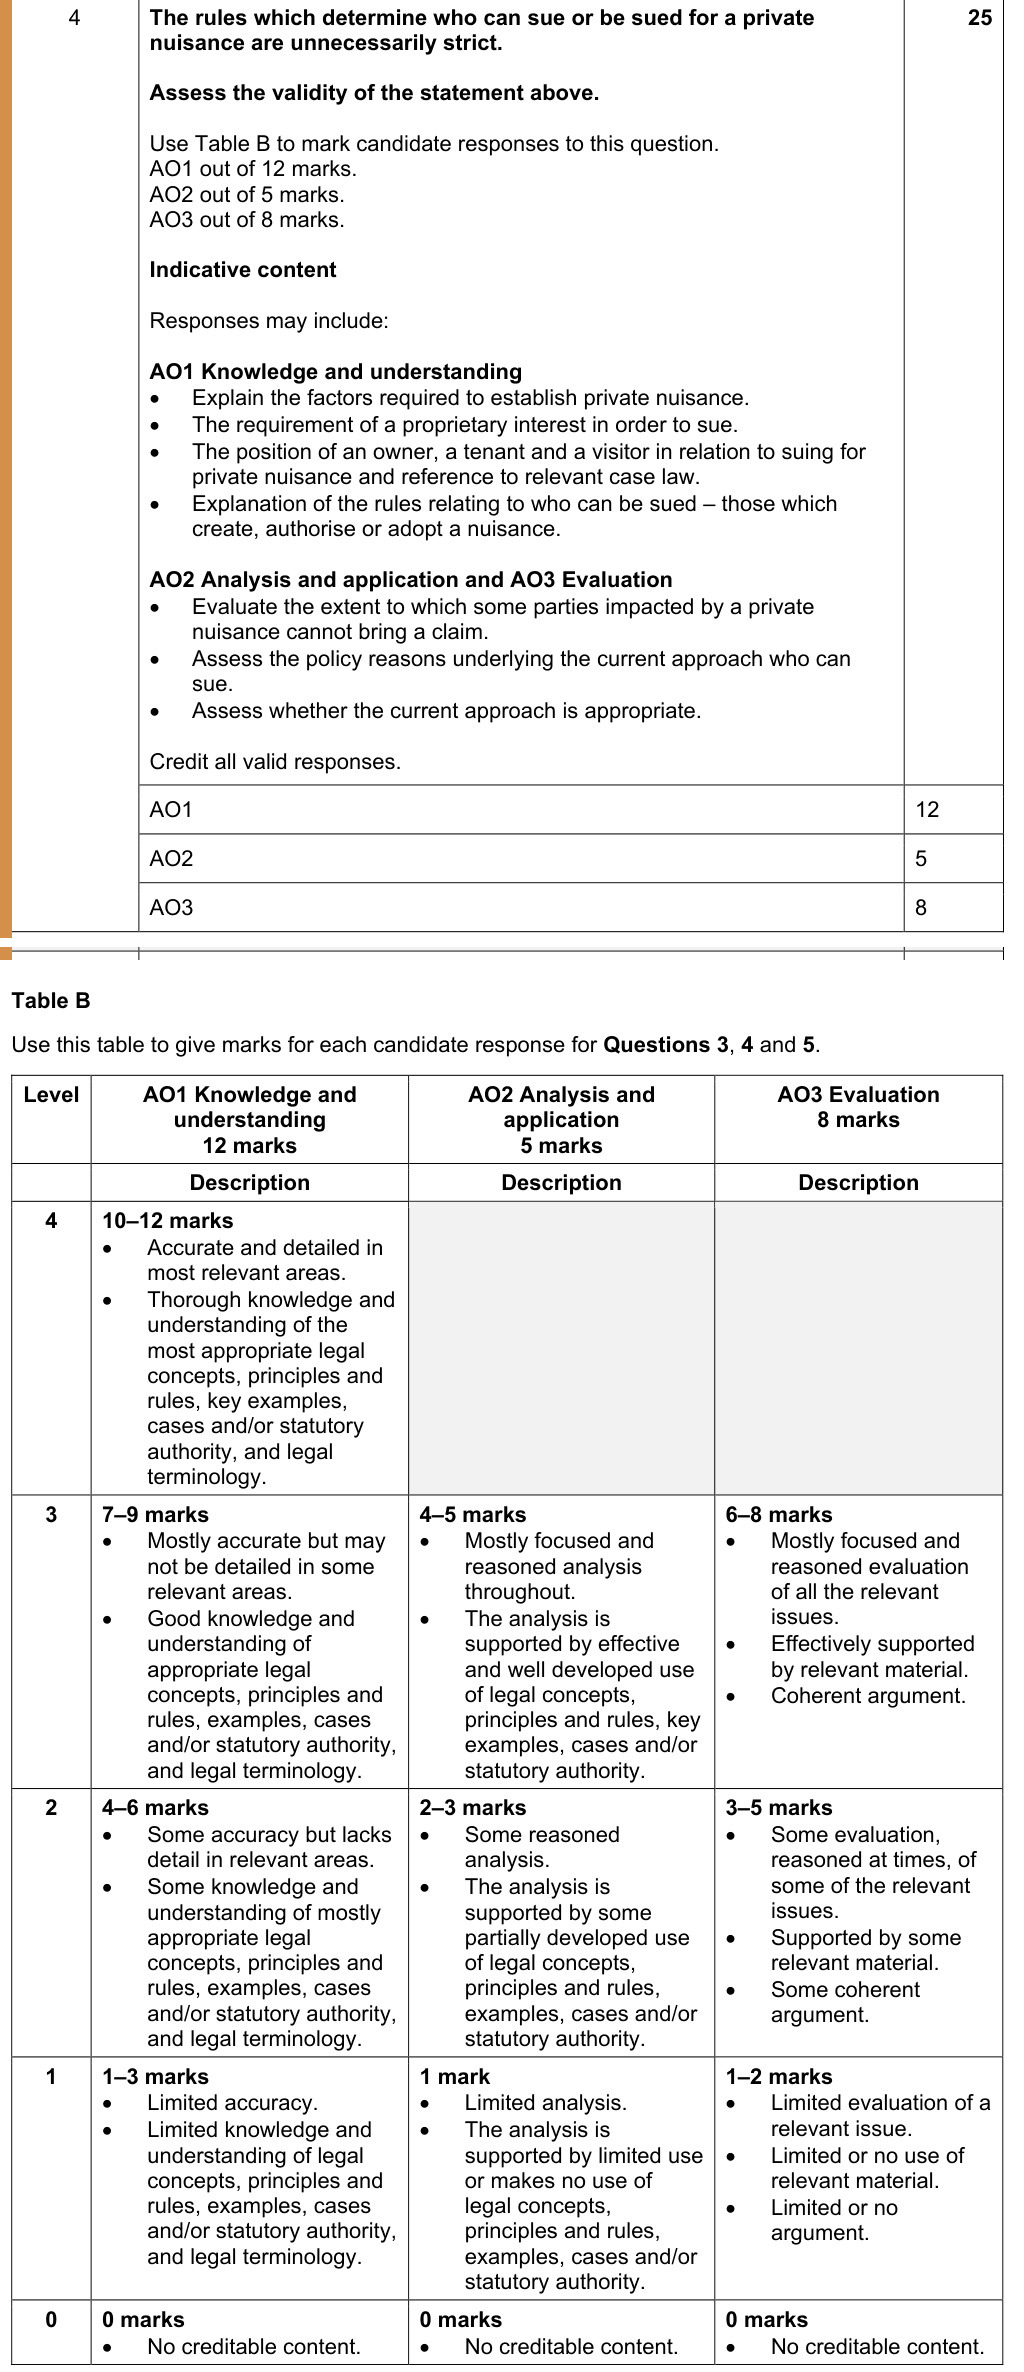 4
The rules which determine who can sue or be sued for a private
nuisance are unnecessarily strict.
25
Assess the validity of the statement above.
Use Table B to mark candidate responses to this question.
AO1 out of 12 marks.
AO2 out of 5 marks.
AO3 out of 8 marks.
Indicative content
Responses may include:
AO1 Knowledge and understanding
• Explain the factors required to establish private nuisance.
• The requirement of a proprietary interest in order to sue.
• The position of an owner, a tenant and a visitor in relation to suing for
private nuisance and reference to relevant case law.
• Explanation of the rules relating to who can be sued – those which
create, authorise or adopt a nuisance.
AO2 Analysis and application and AO3 Evaluation
• Evaluate the extent to which some parties impacted by a private
nuisance cannot bring a claim.
• Assess the policy reasons underlying the current approach who can
sue.
• Assess whether the current approach is appropriate.
Credit all valid responses.
AO1 12
AO2 5
AO3 8
Table B
Use this table to give marks for each candidate response for Questions 3, 4 and 5.
Level
AO1 Knowledge and
understanding
12 marks
AO2 Analysis and
application
5 marks
AO3 Evaluation
8 marks
Description
Description
Description
4
10–12 marks
• Accurate and detailed in
most relevant areas.
• Thorough knowledge and
understanding of the
most appropriate legal
concepts, principles and
rules, key examples,
cases and/or statutory
authority, and legal
terminology.
3
7–9 marks
• Mostly accurate but may
not be detailed in some
relevant areas.
• Good knowledge and
understanding of
appropriate legal
concepts, principles and
rules, examples, cases
and/or statutory authority,
and legal terminology.
4–5 marks
• Mostly focused and
reasoned analysis
throughout.
• The analysis is
supported by effective
and well developed use
of legal concepts,
principles and rules, key
examples, cases and/or
statutory authority.
6–8 marks
• Mostly focused and
reasoned evaluation
of all the relevant
issues.
• Effectively supported
by relevant material.
• Coherent argument.
2
4–6 marks
• Some accuracy but lacks
detail in relevant areas.
• Some knowledge and
understanding of mostly
appropriate legal
concepts, principles and
rules, examples, cases
and/or statutory authority,
and legal terminology.
2–3 marks
• Some reasoned
analysis.
• The analysis is
supported by some
partially developed use
of legal concepts,
principles and rules,
examples, cases and/or
statutory authority.
3–5 marks
• Some evaluation,
reasoned at times, of
some of the relevant
issues.
• Supported by some
relevant material.
• Some coherent
argument.
1
1–3 marks
• Limited accuracy.
• Limited knowledge and
understanding of legal
concepts, principles and
rules, examples, cases
and/or statutory authority,
and legal terminology.
1 mark
• Limited analysis.
• The analysis is
supported by limited use
or makes no use of
legal concepts,
principles and rules,
examples, cases and/or
statutory authority.
1–2 marks
• Limited evaluation of a
relevant issue.
• Limited or no use of
relevant material.
• Limited or no
argument.
0
0 marks
• No creditable content.
0 marks
• No creditable content.
0 marks
• No creditable content.